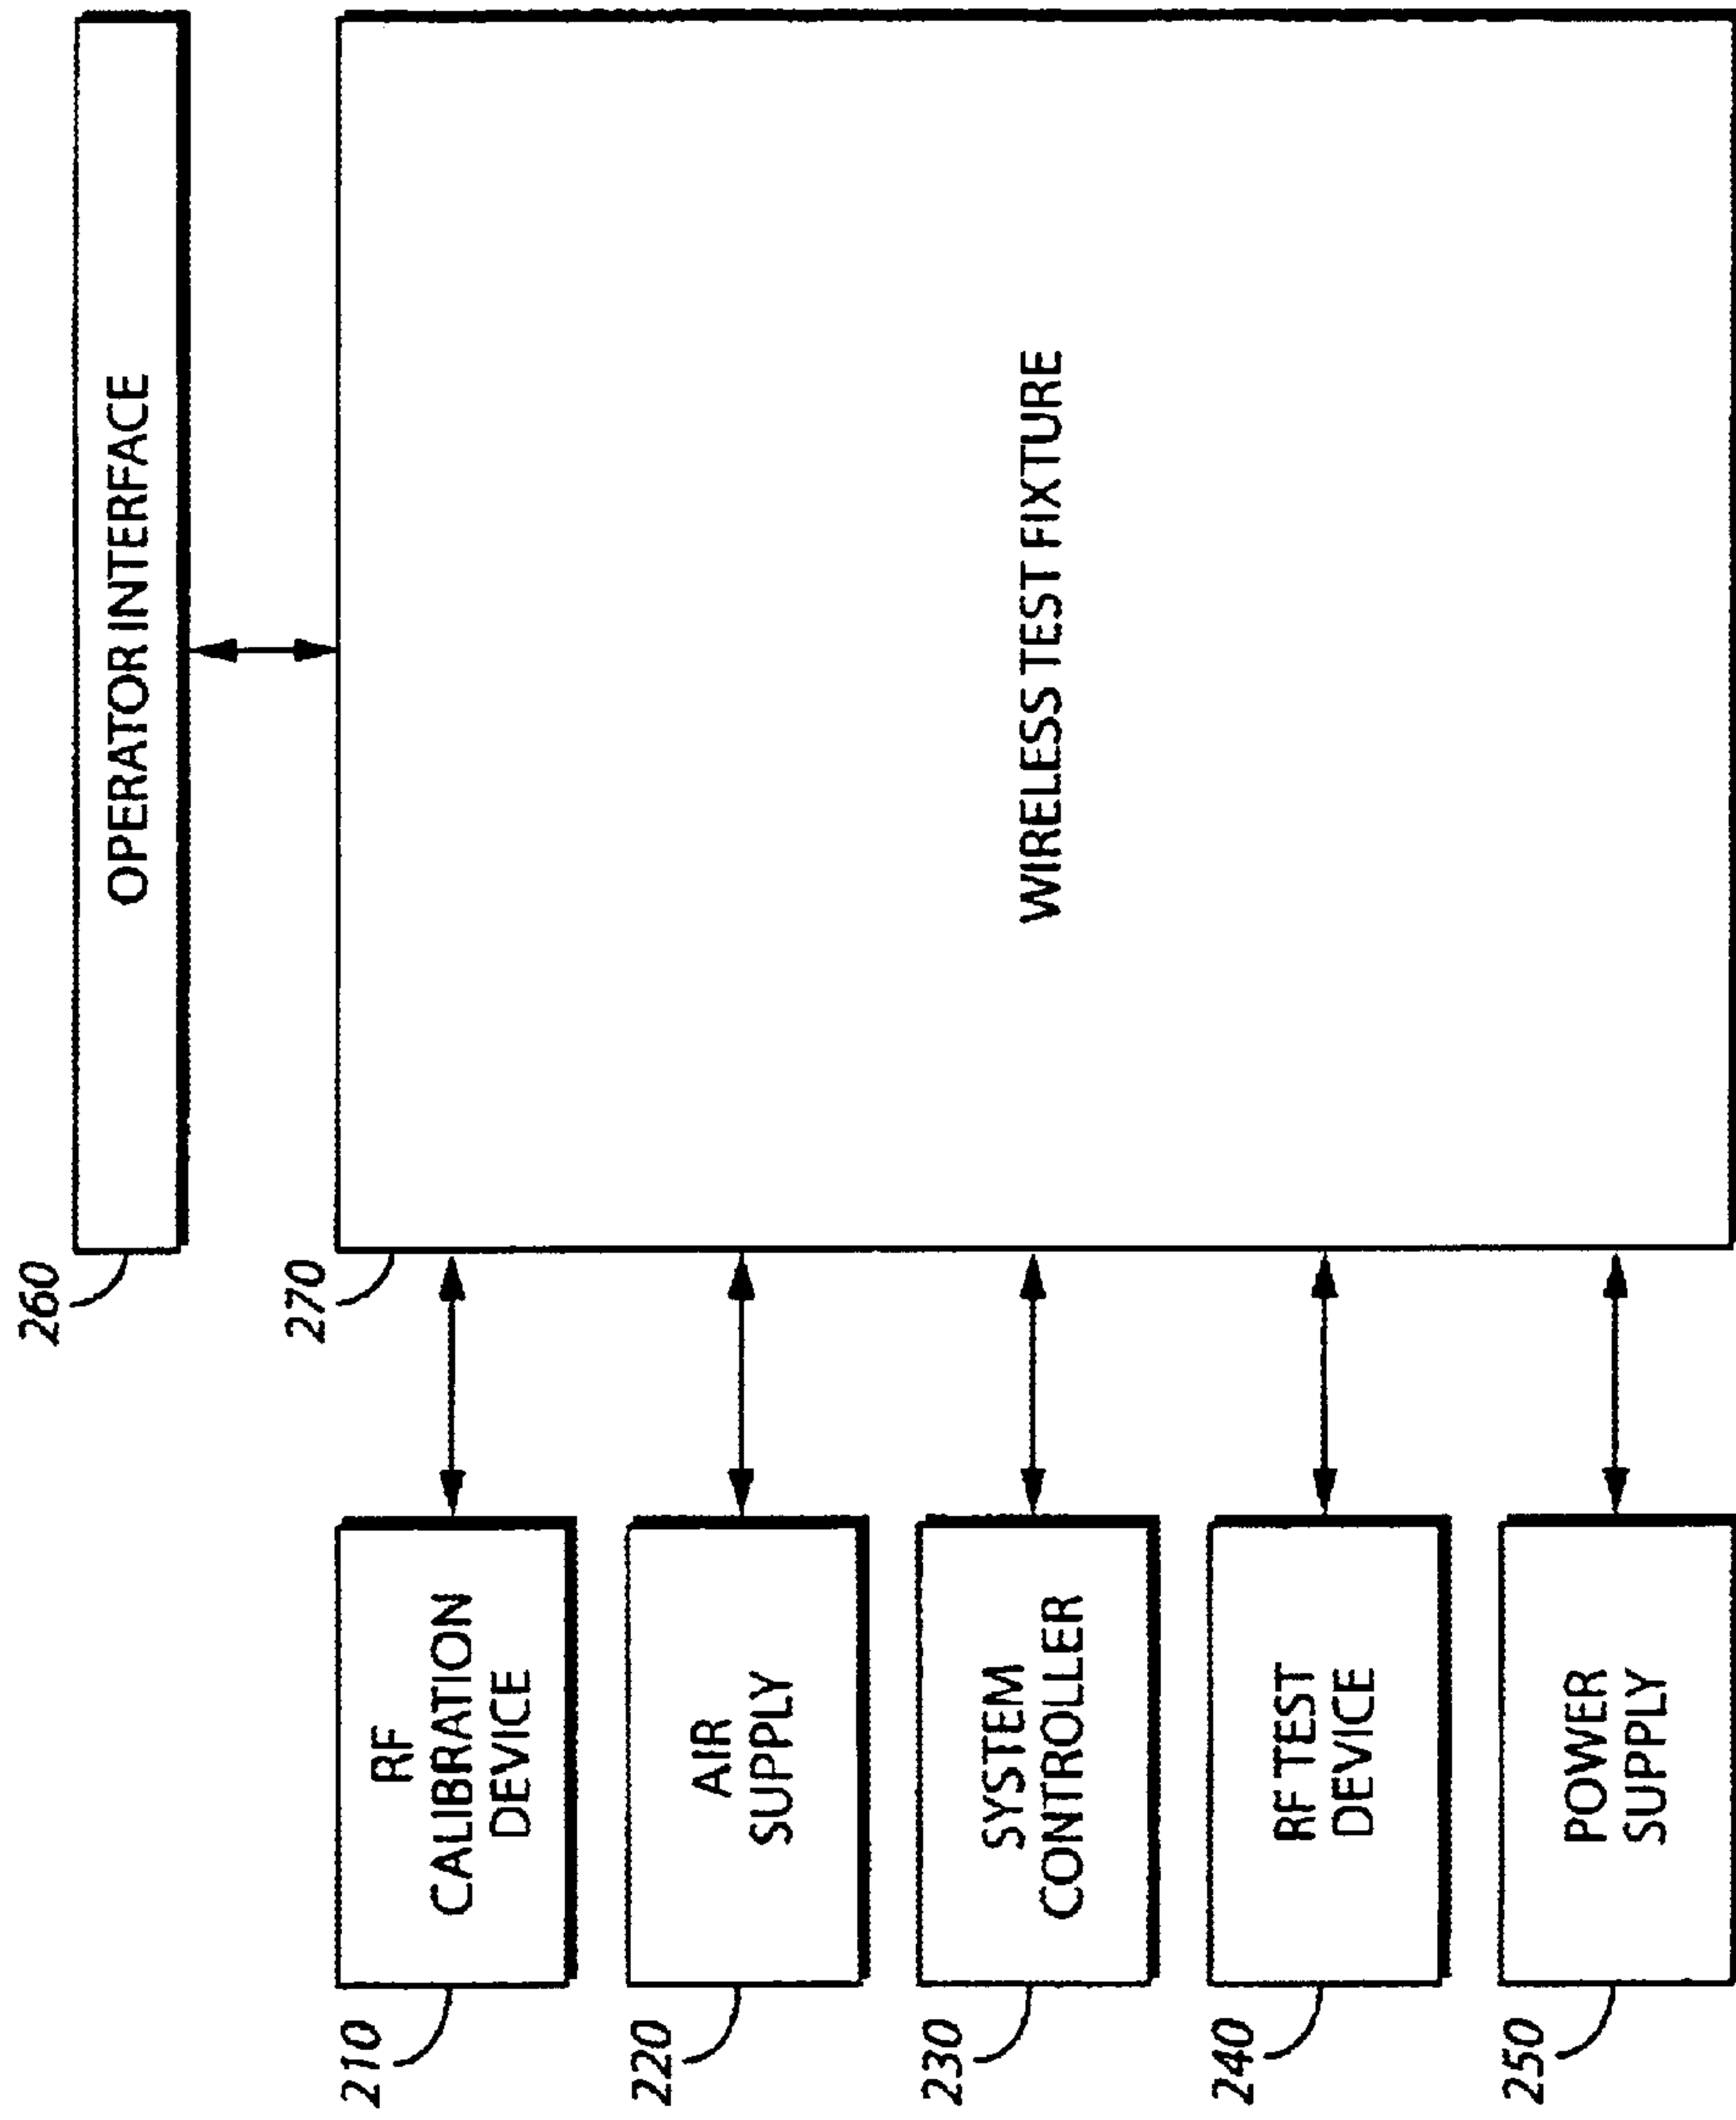 260
OPERATOR INTERFACE
270
WIRELESS TEST FIXTURE
210
RF
CALIBRATION
DEVICE
220
AIR
SUPPLY
230
SYSTEM
CONTROLLER
240
RF TEST
DEVICE
250
POWER
SUPPLY